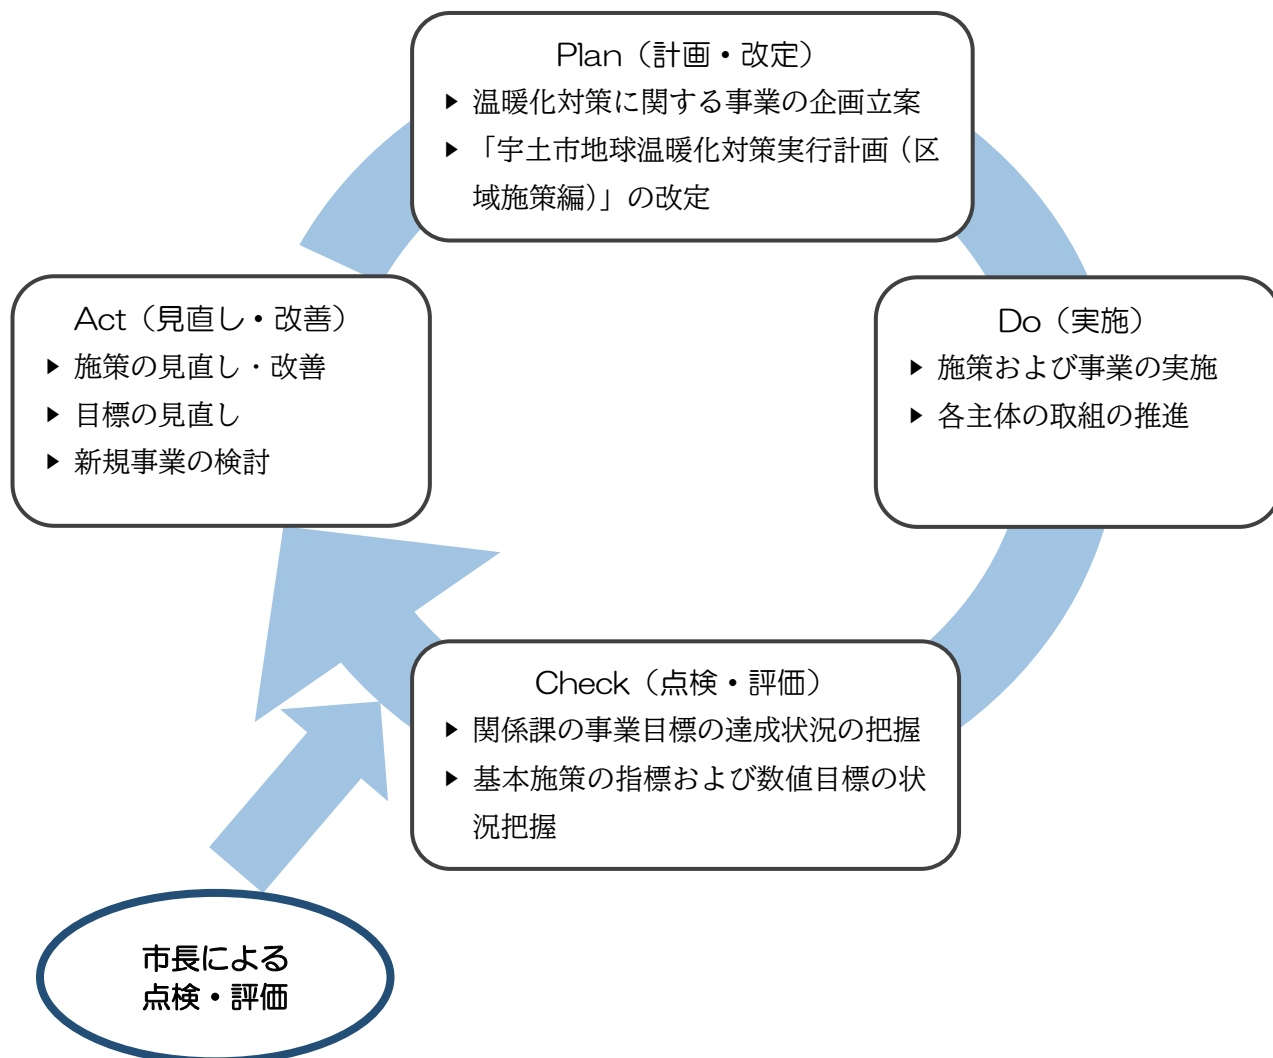 Plan（計画・改定）
▶ 温暖化対策に関する事業の企画立案
▶ 「宇土市地球温暖化対策実行計画（区
域施策編）」の改定
Act（見直し・改善）
▶ 施策の見直し・改善
▶ 目標の見直し
▶ 新規事業の検討
Do（実施）
▶ 施策および事業の実施
▶ 各主体の取組の推進
Check（点検・評価）
▶ 関係課の事業目標の達成状況の把握
▶ 基本施策の指標および数値目標の状
況把握
市長による
点検・評価